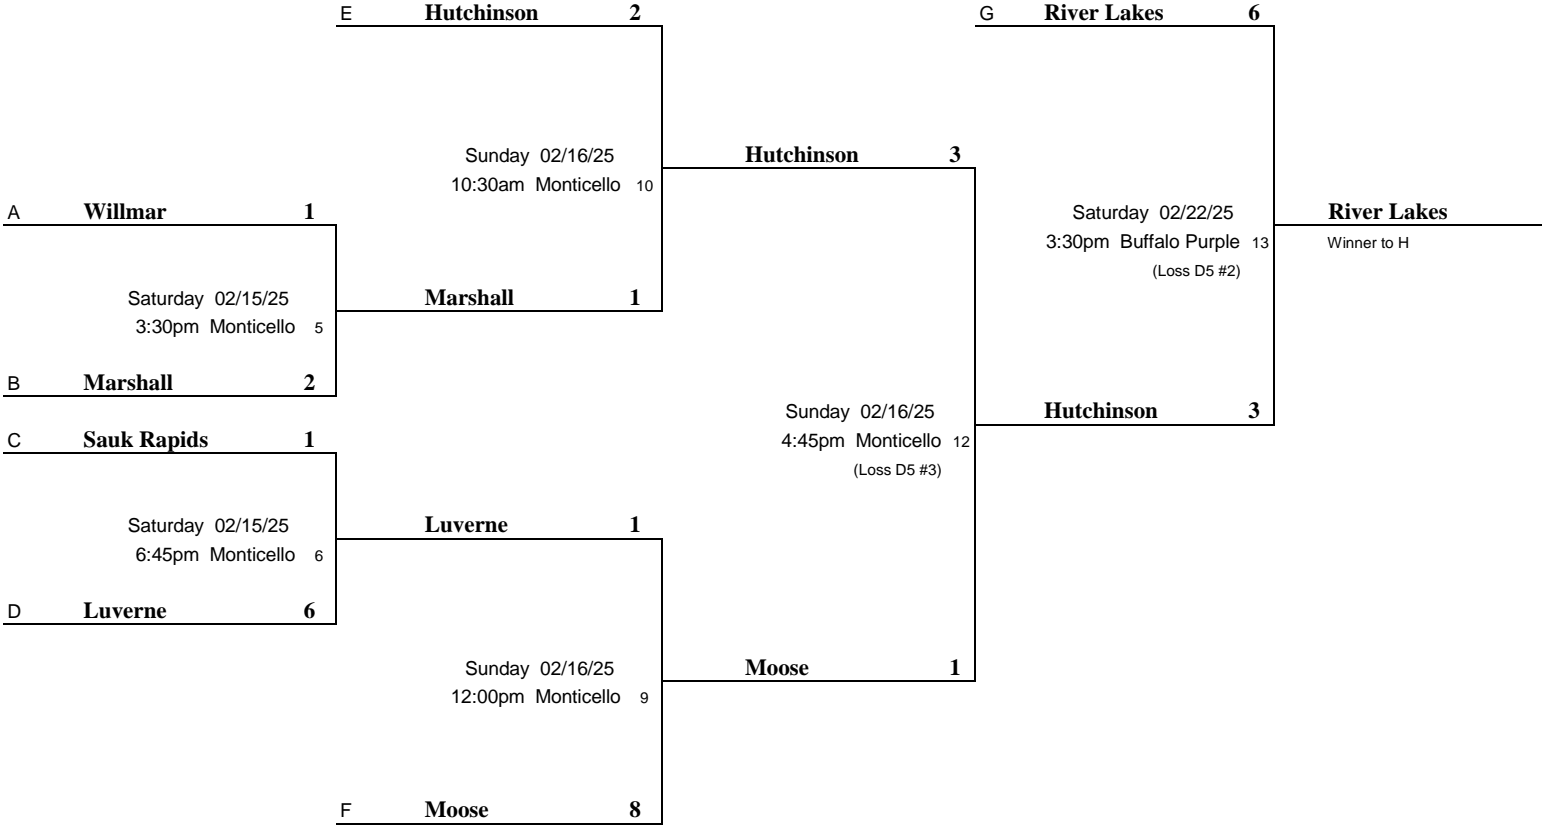 E Hutchinson 2
G River Lakes 6
Sunday 02/16/25
10:30am Monticello 10
Hutchinson 3
A Willmar 1
Saturday 02/22/25
3:30pm Buffalo Purple 13
(Loss D5 #2)
River Lakes
Winner to H
Saturday 02/15/25
3:30pm Monticello 5
Marshall 1
B Marshall 2
Sunday 02/16/25
4:45pm Monticello 12
(Loss D5 #3)
Hutchinson 3
C Sauk Rapids 1
Saturday 02/15/25
6:45pm Monticello 6
Luverne 1
D Luverne 6
Sunday 02/16/25
12:00pm Monticello 9
Moose 1
F Moose 8